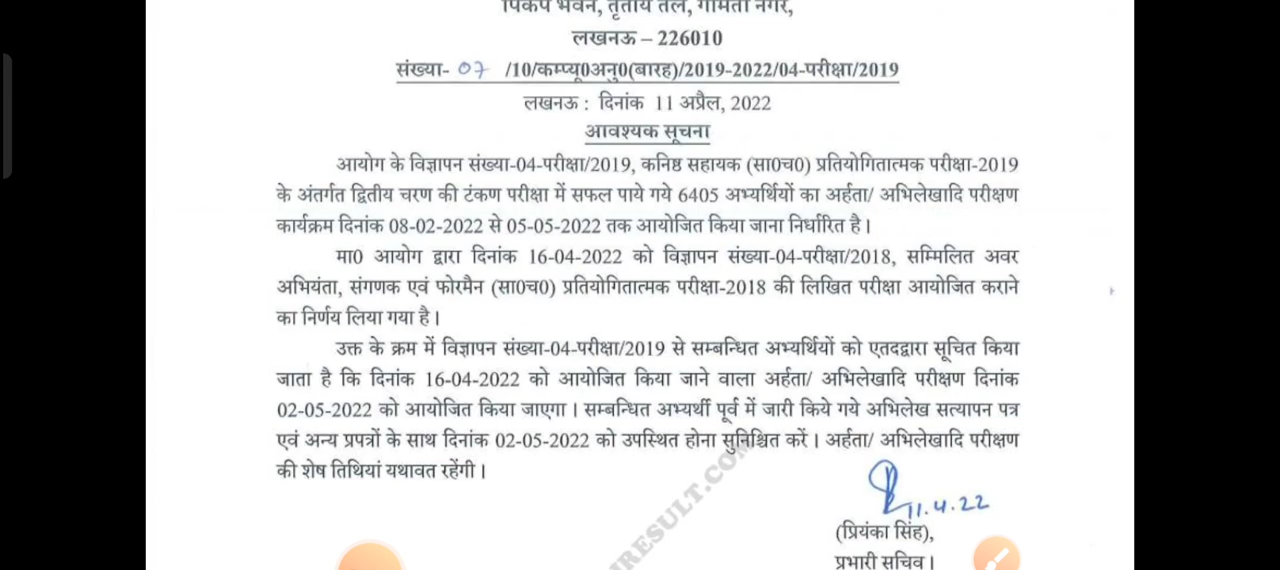 पिकप भवन, तृतीय तल, गोमती नगर,
लखनऊ – 226010
संख्या- 07 /10/कम्प्यू0अनु0(बारह)/2019-2022/04-परीक्षा/2019
लखनऊ : दिनांक 11 अप्रैल, 2022
आवश्यक सूचना
आयोग के विज्ञापन संख्या-04-परीक्षा/2019, कनिष्ठ सहायक (सा0च0) प्रतियोगितात्मक परीक्षा-2019
के अंतर्गत द्वितीय चरण की टंकण परीक्षा में सफल पाये गये 6405 अभ्यर्थियों का अर्हता/ अभिलेखादि परीक्षण
कार्यक्रम दिनांक 08-02-2022 से 05-05-2022 तक आयोजित किया जाना निर्धारित है।
मा0 आयोग द्वारा दिनांक 16-04-2022 को विज्ञापन संख्या-04-परीक्षा/2018, सम्मिलित अवर
अभियंता, संगणक एवं फोरमैन (सा0च0) प्रतियोगितात्मक परीक्षा-2018 की लिखित परीक्षा आयोजित कराने
का निर्णय लिया गया है।
उक्त के क्रम में विज्ञापन संख्या-04-परीक्षा/2019 से सम्बन्धित अभ्यर्थियों को एतदद्वारा सूचित किया
जाता है कि दिनांक 16-04-2022 को आयोजित किया जाने वाला अर्हता/ अभिलेखादि परीक्षण दिनांक
02-05-2022 को आयोजित किया जाएगा। सम्बन्धित अभ्यर्थी पूर्व में जारी किये गये अभिलेख सत्यापन पत्र
एवं अन्य प्रपत्रों के साथ दिनांक 02-05-2022 को उपस्थित होना सुनिश्चित करें। अर्हता/ अभिलेखादि परीक्षण
की शेष तिथियां यथावत रहेंगी।
RESULT.COM
11.4.22
(प्रियंका सिंह),
प्रभारी सचिव।